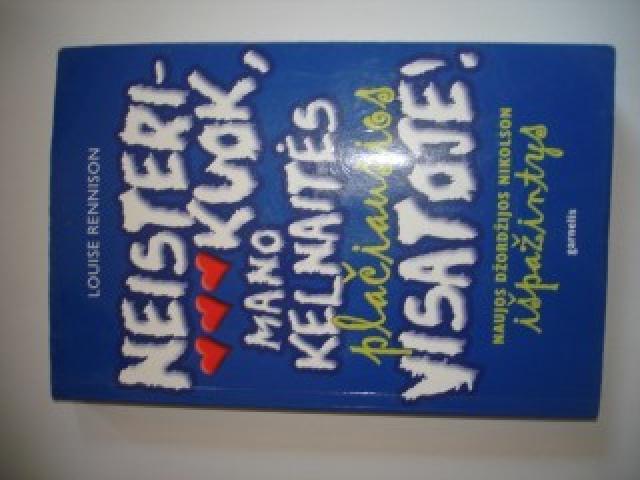 LOUISE RENNISON
NEISTERI-
KUOK,
MANO
KELNAITĖS
plačiausios
VISATOJE!
NAUJOS DŽORDŽIJOS NIKOLSON
išpažintys
garnelis